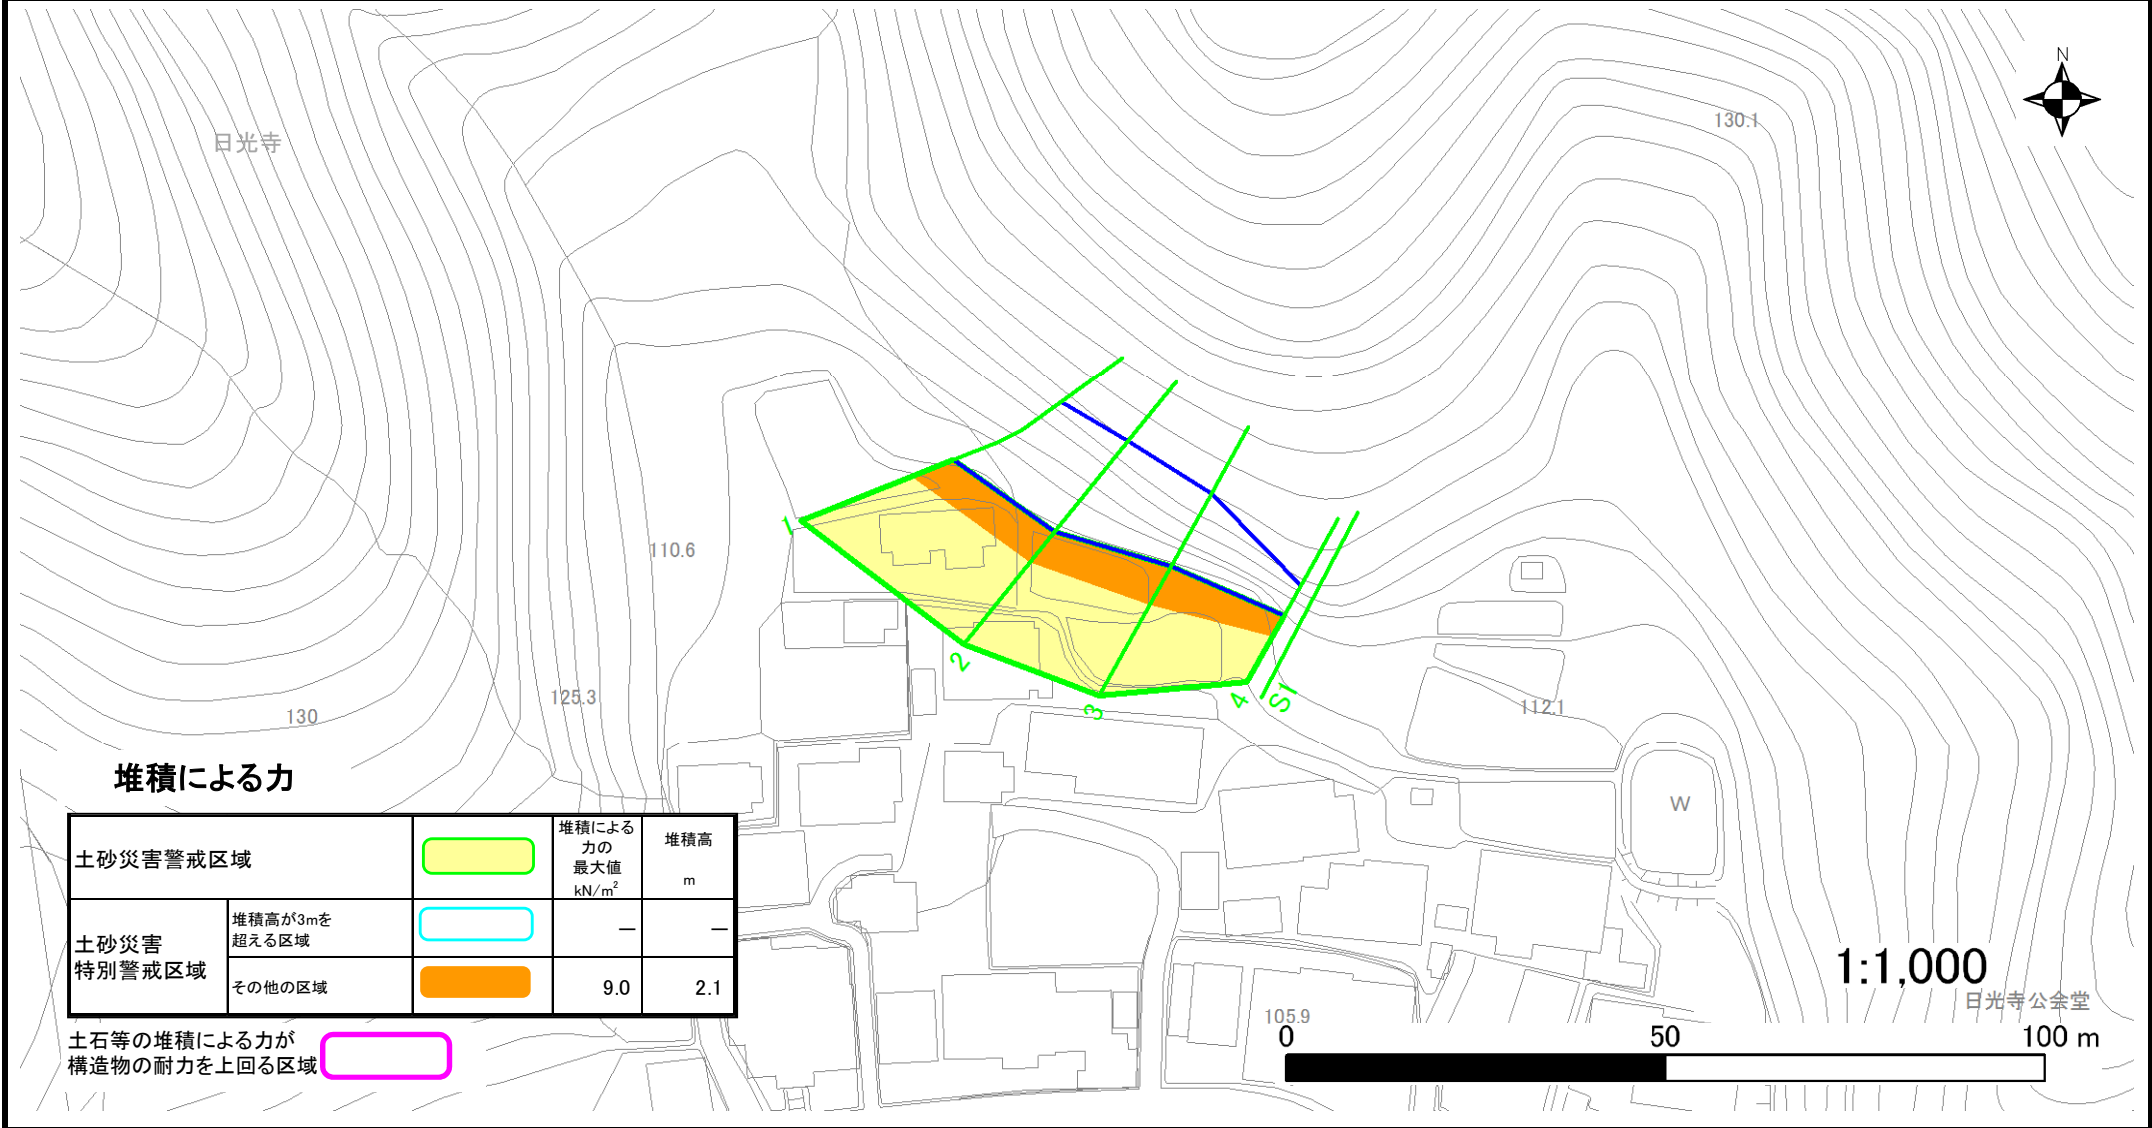 N
130.1
日光寺
110.6
1
2
3
4
S1
125.3
130
112.1
W
堆積による力
土砂災害警戒区域
堆積による
力の
最大値
kN/m²
堆積高
m
土砂災害
特別警戒区域
堆積高が3mを
超える区域
—
—
その他の区域
9.0
2.1
土石等の堆積による力が
構造物の耐力を上回る区域
1:1,000
日光寺公会堂
105.9
0
50
100 m